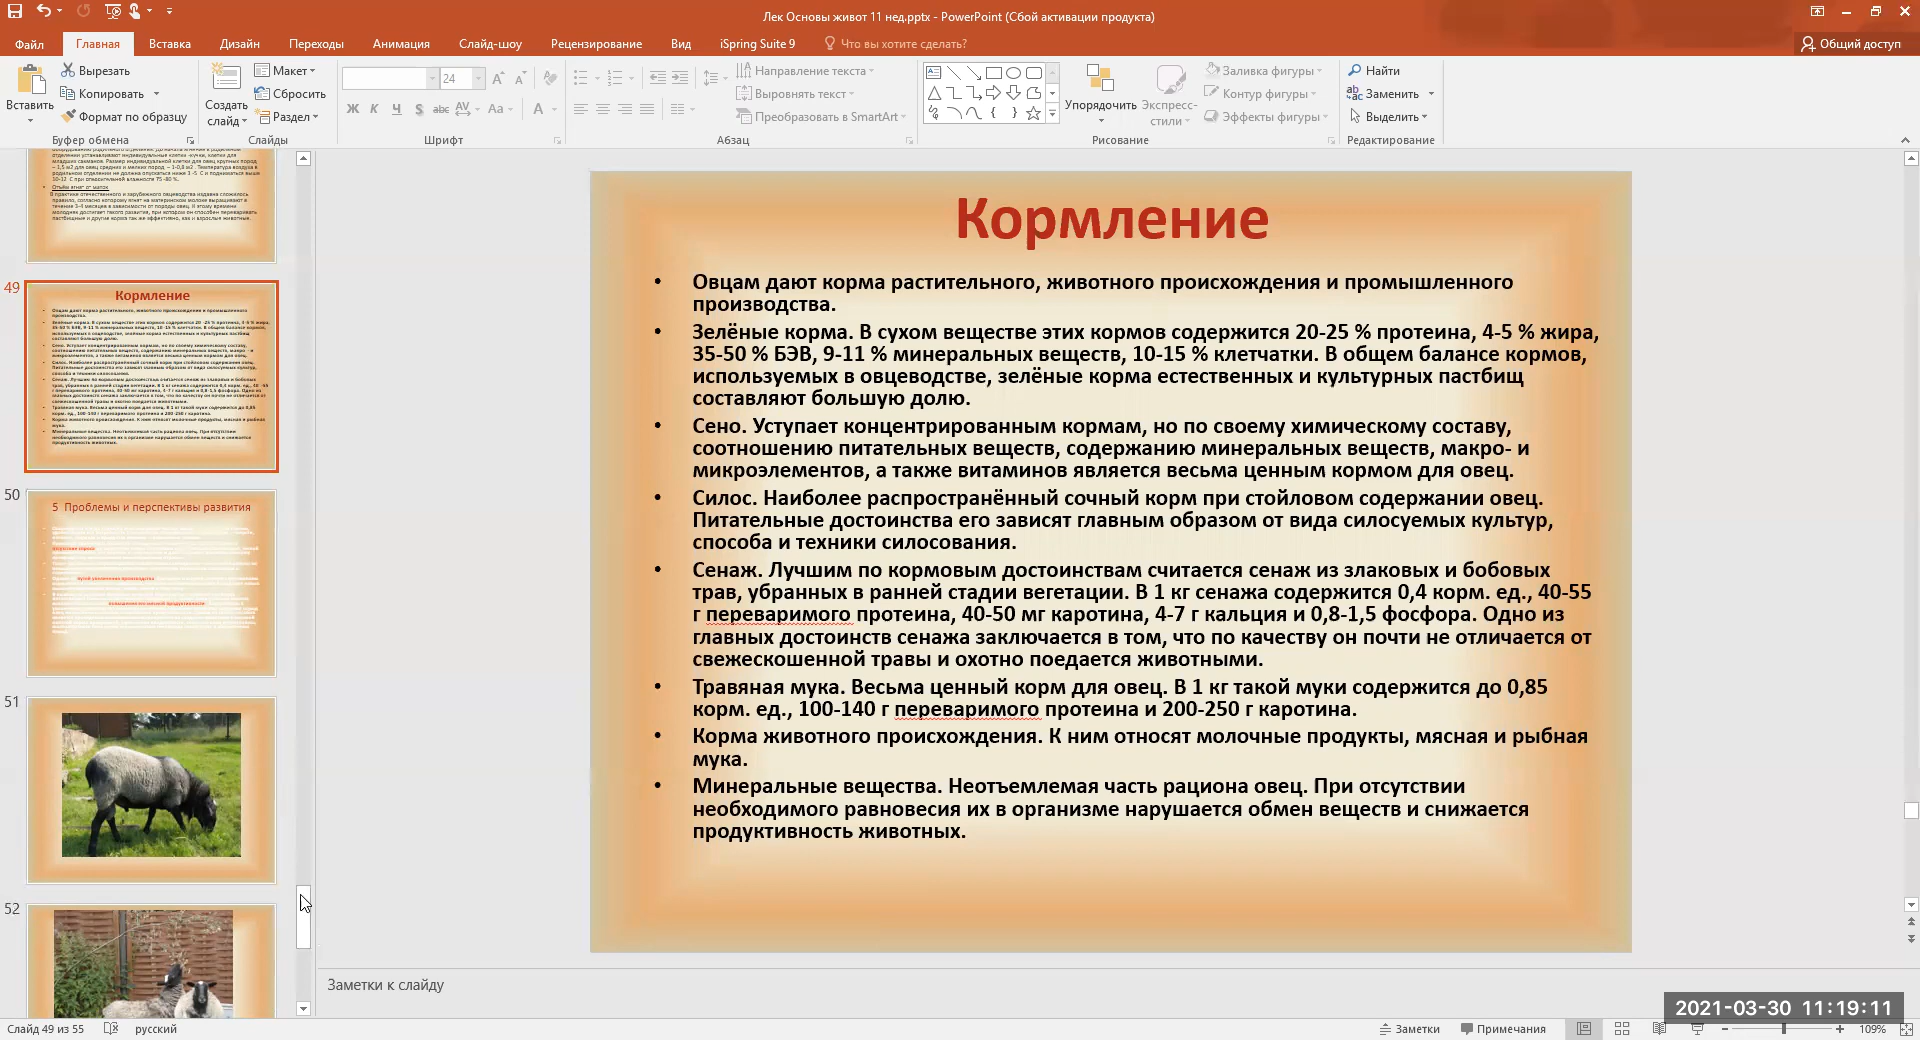 Лек Основы живот 11 нед.pptx - PowerPoint (Сбой активации продукта)
Файл Главная Вставка Дизайн Переходы Анимация Слайд-шоу Рецензирование Вид iSpring Suite 9 Что вы хотите сделать? Общий доступ
Вставить
Вырезать
Копировать
Формат по образцу
Буфер обмена
Создать
слайд
Макет
Сбросить
Раздел
Слайды
24
Ж К Ч S abc AV Aa A
Шрифт
Направление текста
Выровнять текст
Преобразовать в SmartArt
Абзац
Упорядочить
Экспресс-
стили
Заливка фигуры
Контур фигуры
Эффекты фигуры
Рисование
Найти
Заменить
Выделить
Редактирование
49
Кормление
50
5 Проблемы и перспективы развития
51
52
Кормление
• Овцам дают корма растительного, животного происхождения и промышленного
производства.
• Зелёные корма. В сухом веществе этих кормов содержится 20-25 % протеина, 4-5 % жира,
35-50 % БЭВ, 9-11 % минеральных веществ, 10-15 % клетчатки. В общем балансе кормов,
используемых в овцеводстве, зелёные корма естественных и культурных пастбищ
составляют большую долю.
• Сено. Уступает концентрированным кормам, но по своему химическому составу,
соотношению питательных веществ, содержанию минеральных веществ, макро- и
микроэлементов, а также витаминов является весьма ценным кормом для овец.
• Силос. Наиболее распространённый сочный корм при стойловом содержании овец.
Питательные достоинства его зависят главным образом от вида силосуемых культур,
способа и техники силосования.
• Сенаж. Лучшим по кормовым достоинствам считается сенаж из злаковых и бобовых
трав, убранных в ранней стадии вегетации. В 1 кг сенажа содержится 0,4 корм. ед., 40-55
г переваримого протеина, 40-50 мг каротина, 4-7 г кальция и 0,8-1,5 фосфора. Одно из
главных достоинств сенажа заключается в том, что по качеству он почти не отличается от
свежескошенной травы и охотно поедается животными.
• Травяная мука. Весьма ценный корм для овец. В 1 кг такой муки содержится до 0,85
корм. ед., 100-140 г переваримого протеина и 200-250 г каротина.
• Корма животного происхождения. К ним относят молочные продукты, мясная и рыбная
мука.
• Минеральные вещества. Неотъемлемая часть рациона овец. При отсутствии
необходимого равновесия их в организме нарушается обмен веществ и снижается
продуктивность животных.
Заметки к слайду
2021-03-30 11:19:11
Слайд 49 из 55 русский Заметки Примечания 109%